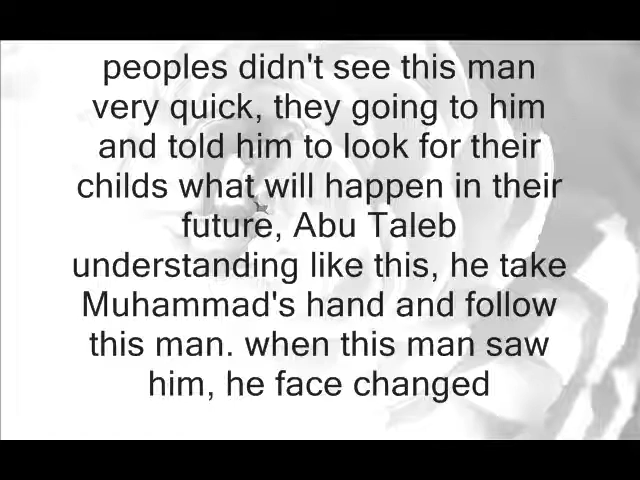 peoples didn't see this man
very quick, they going to him
and told him to look for their
childs what will happen in their
future, Abu Taleb
understanding like this, he take
Muhammad's hand and follow
this man. when this man saw
him, he face changed